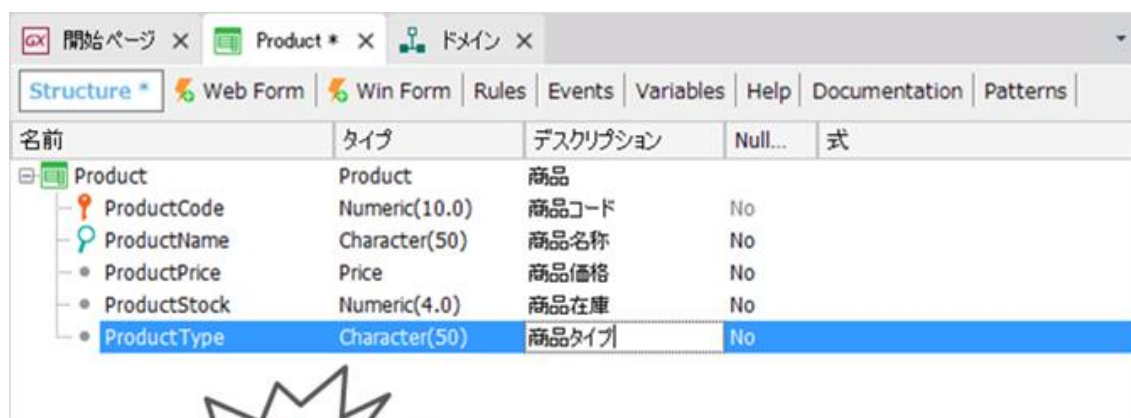 GX 開始ページ × Product * × ドメイン ×
Structure * Web Form Win Form Rules Events Variables Help Documentation Patterns
名前 タイプ デスクリプション Null... 式
Product Product 商品
ProductCode Numeric(10.0) 商品コード No
ProductName Character(50) 商品名称 No
ProductPrice Price 商品価格 No
ProductStock Numeric(4.0) 商品在庫 No
ProductType Character(50) 商品タイプ No